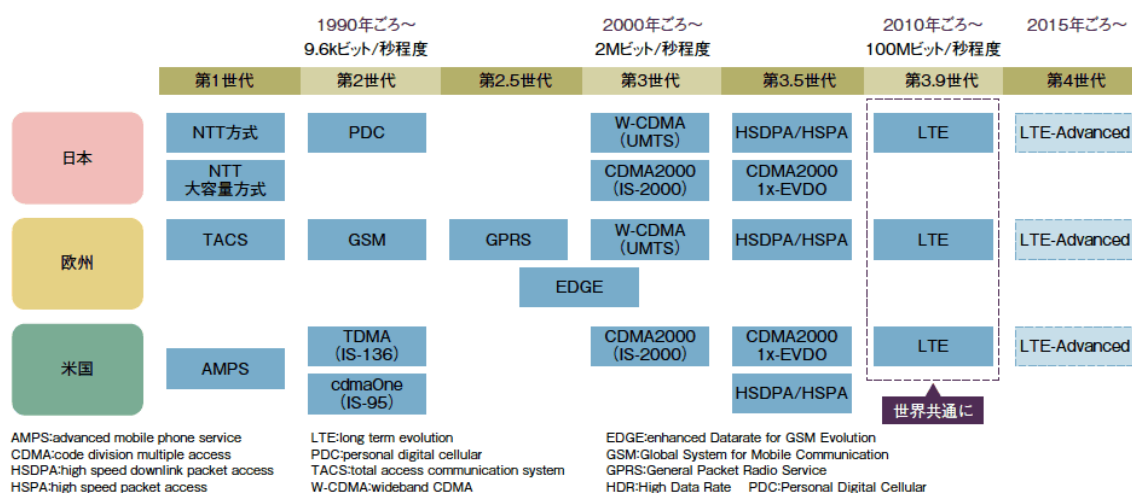 1990年ごろ～
2000年ごろ～
2010年ごろ～
2015年ごろ～
9.6kビット/秒程度
2Mビット/秒程度
100Mビット/秒程度
第1世代
第2世代
第2.5世代
第3世代
第3.5世代
第3.9世代
第4世代
日本
NTT方式
PDC
W-CDMA
(UMTS)
HSDPA/HSPA
LTE
LTE-Advanced
NTT
大容量方式
CDMA2000
(IS-2000)
CDMA2000
1x-EVDO
欧州
TACS
GSM
GPRS
W-CDMA
(UMTS)
HSDPA/HSPA
LTE
LTE-Advanced
EDGE
米国
AMPS
TDMA
(IS-136)
CDMA2000
(IS-2000)
CDMA2000
1x-EVDO
LTE
LTE-Advanced
cdmaOne
(IS-95)
HSDPA/HSPA
世界共通に
AMPS:advanced mobile phone service
CDMA:code division multiple access
HSDPA:high speed downlink packet access
HSPA:high speed packet access
LTE:long term evolution
PDC:personal digital cellular
TACS:total access communication system
W-CDMA:wideband CDMA
EDGE:enhanced Datarate for GSM Evolution
GSM:Global System for Mobile Communication
GPRS:General Packet Radio Service
HDR:High Data Rate PDC:Personal Digital Cellular